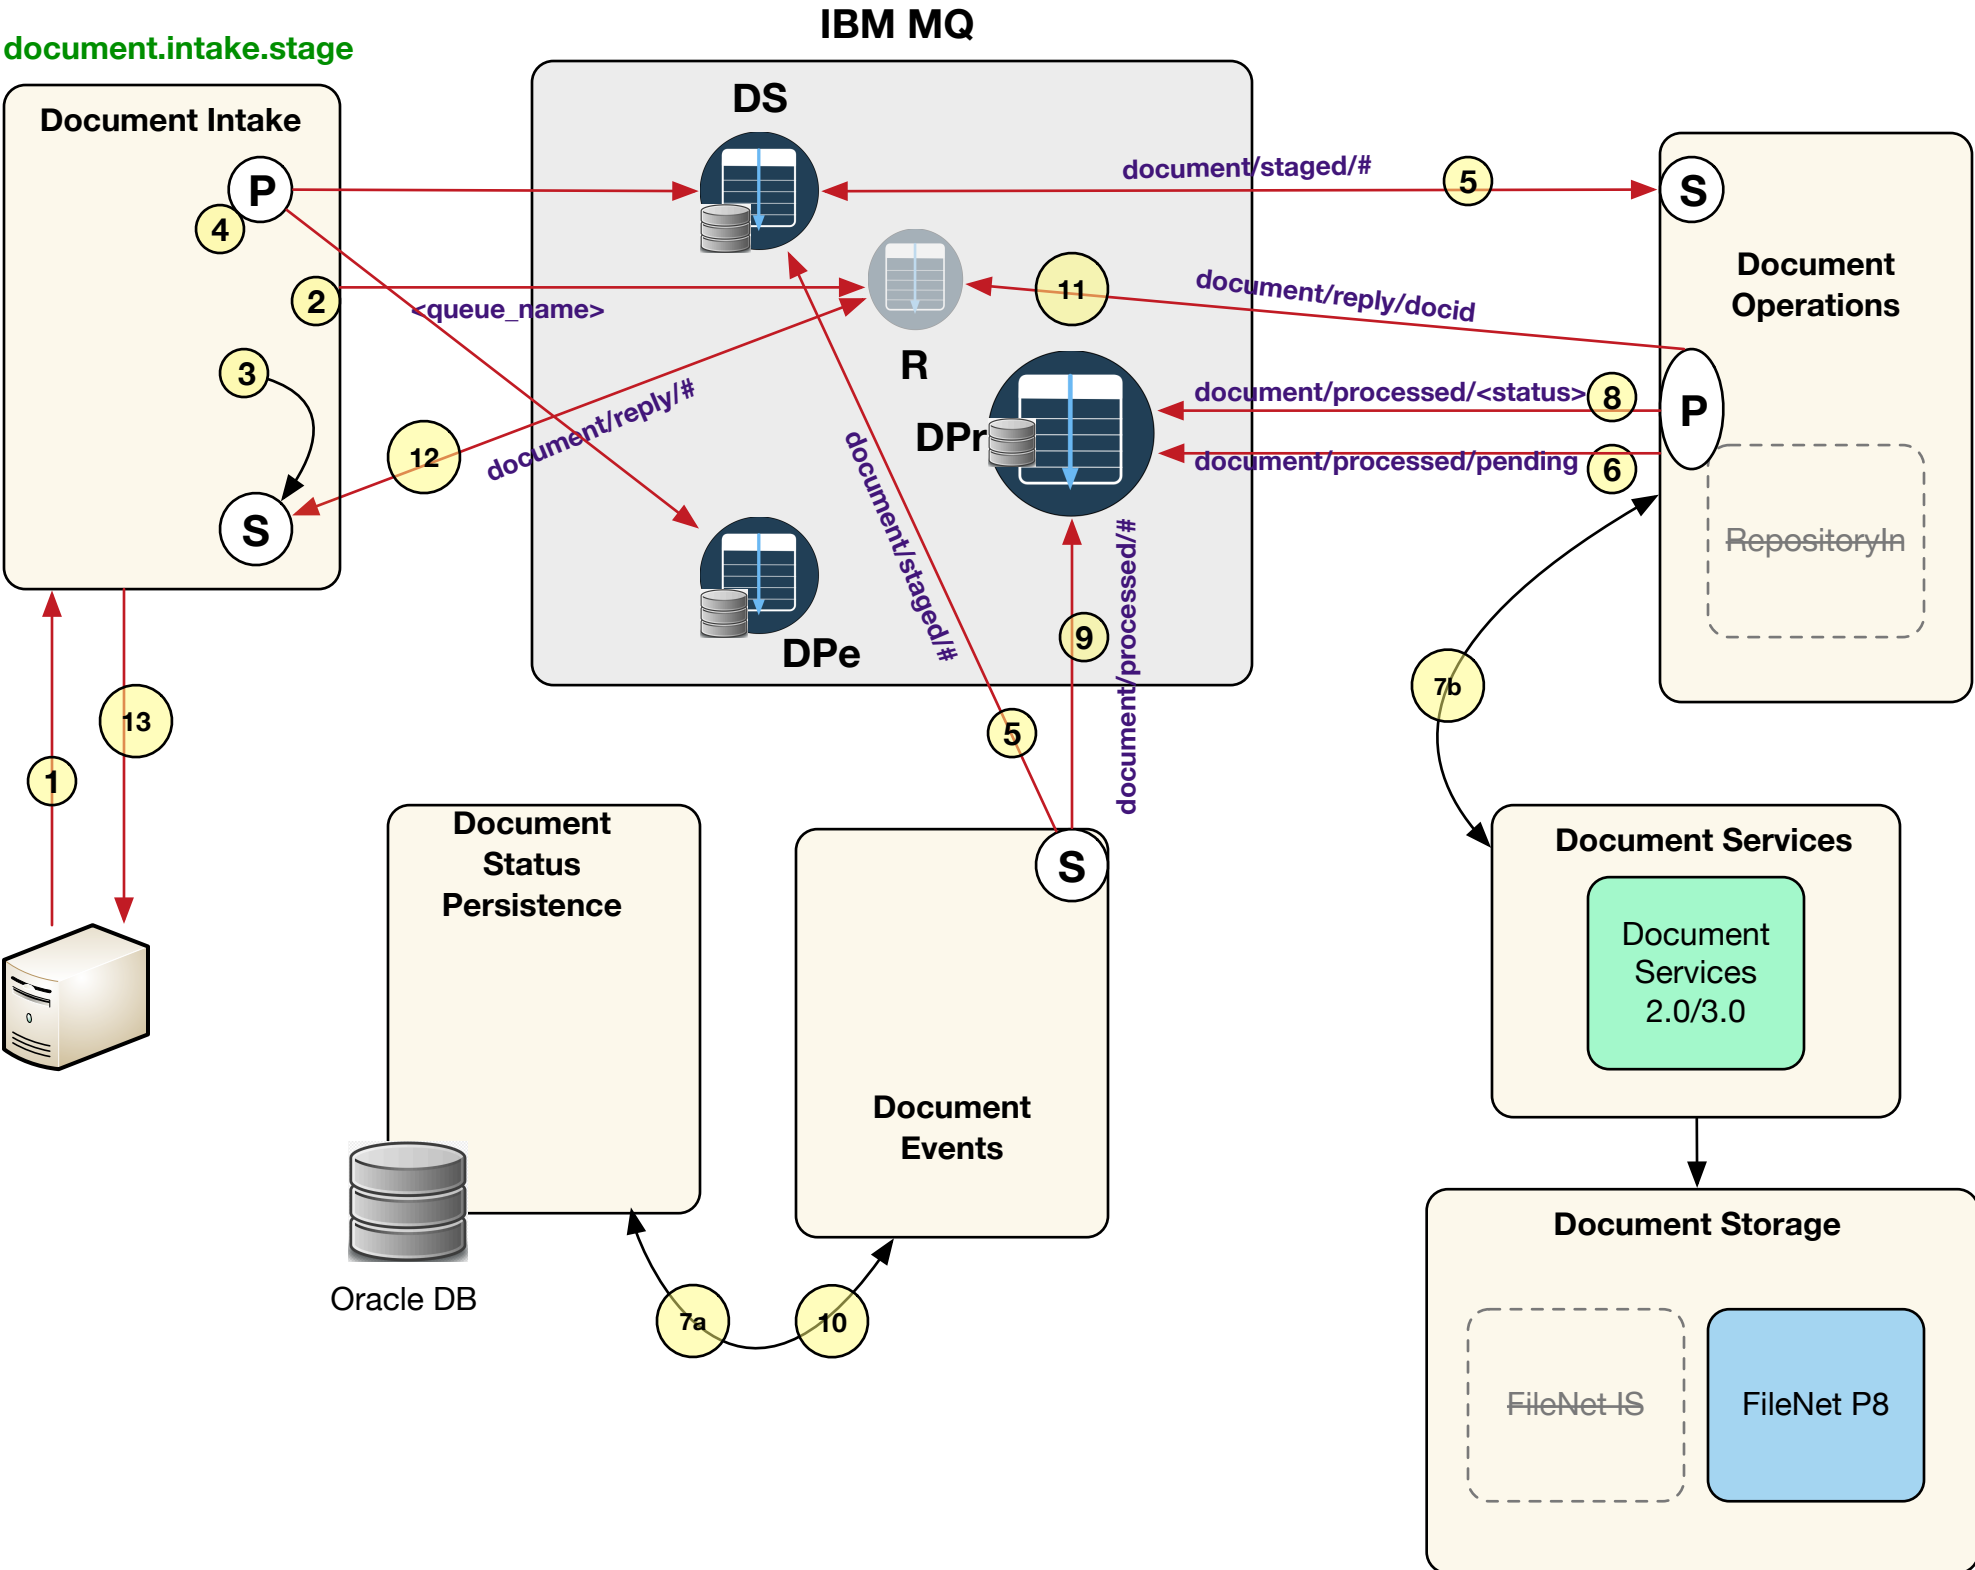 IBM MQ
document.intake.stage
Document Intake
P
4
2
<queue_name>
3
12
document/reply/#
S
DS
R
DPr
DPe
document/staged/#
5
S
11
document/reply/docid
Document
Operations
document/processed/<status>
8
P
document/processed/pending
6
RepositoryIn
document/staged/#
9
document/processed/#
5
7b
1
13
Document
Status
Persistence
S
Document
Events
Oracle DB
7a
10
Document Services
Document
Services
2.0/3.0
Document Storage
FileNet IS
FileNet P8
0